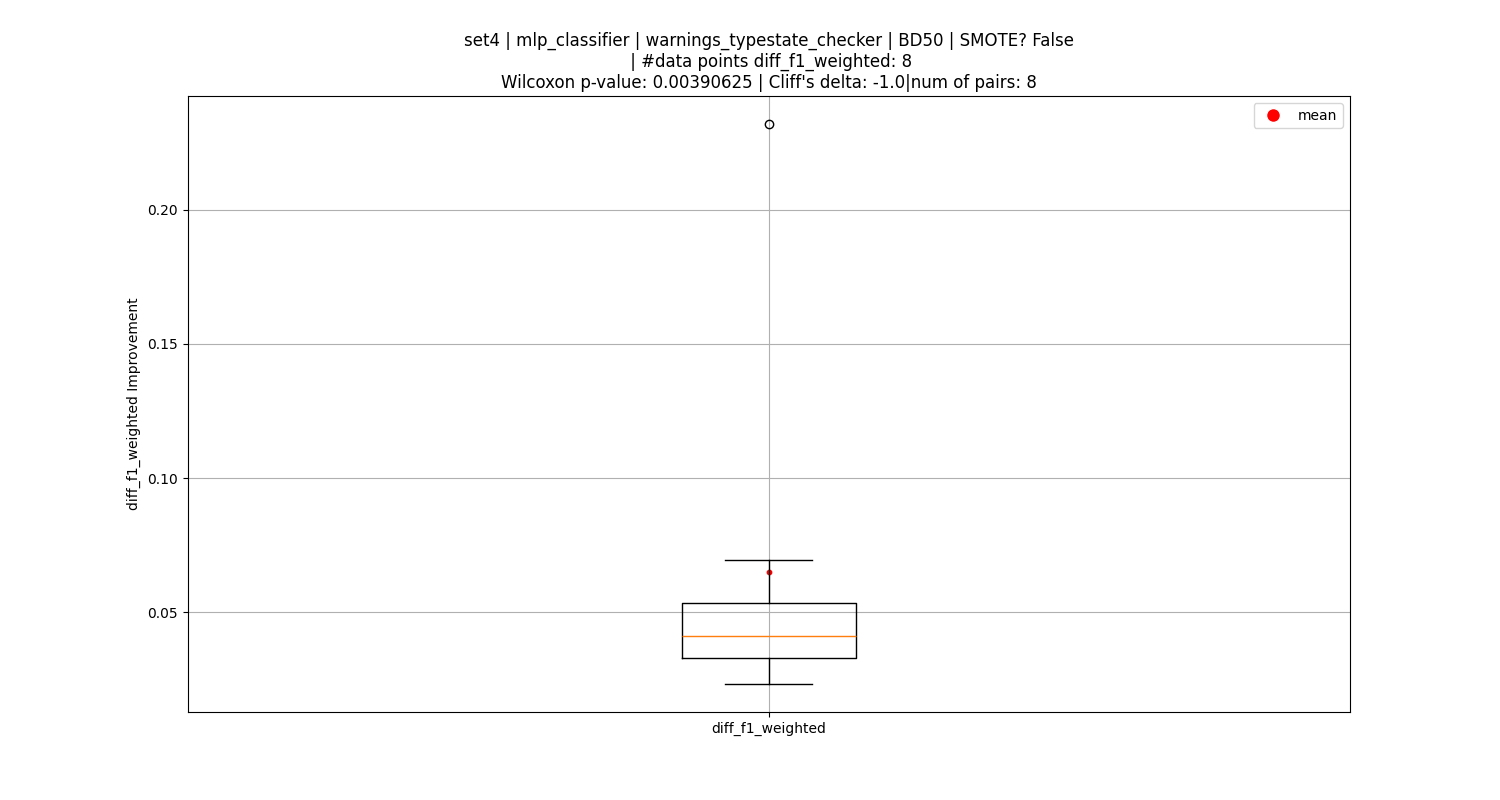 set4 | mlp_classifier | warnings_typestate_checker | BD50 | SMOTE? False
| #data points diff_f1_weighted: 8
Wilcoxon p-value: 0.00390625 | Cliff's delta: -1.0|num of pairs: 8
mean
0.20
0.15
0.10
0.05
diff_f1_weighted Improvement
diff_f1_weighted